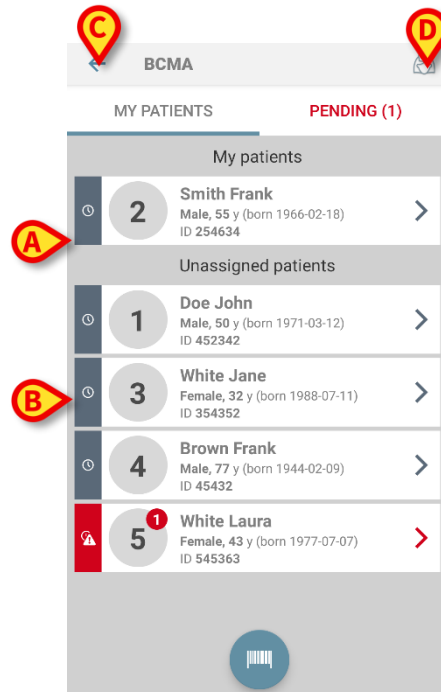 C
D
BCMA
MY PATIENTS
PENDING (1)
My patients
2
Smith Frank
Male, 55 y (born 1966-02-18)
ID 254634
A
Unassigned patients
1
Doe John
Male, 50 y (born 1971-03-12)
ID 452342
B
3
White Jane
Female, 32 y (born 1988-07-11)
ID 354352
4
Brown Frank
Male, 77 y (born 1944-02-09)
ID 45432
5
1
White Laura
Female, 43 y (born 1977-07-07)
ID 545363